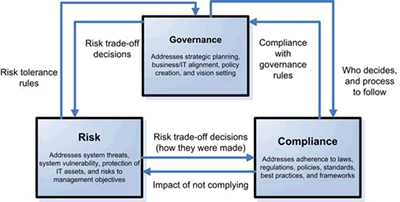 Governance
Addresses strategic planning,
business/IT alignment, policy
creation, and vision setting
Risk trade-off
decisions
Compliance
with
governance
rules
Risk tolerance
rules
Who decides,
and process
to follow
Risk
Addresses system threats,
system vulnerability, protection of
IT assets, and risks to
management objectives
Risk trade-off decisions
(how they were made)
Impact of not complying
Compliance
Addresses adherence to laws,
regulations, policies, standards,
best practices, and frameworks